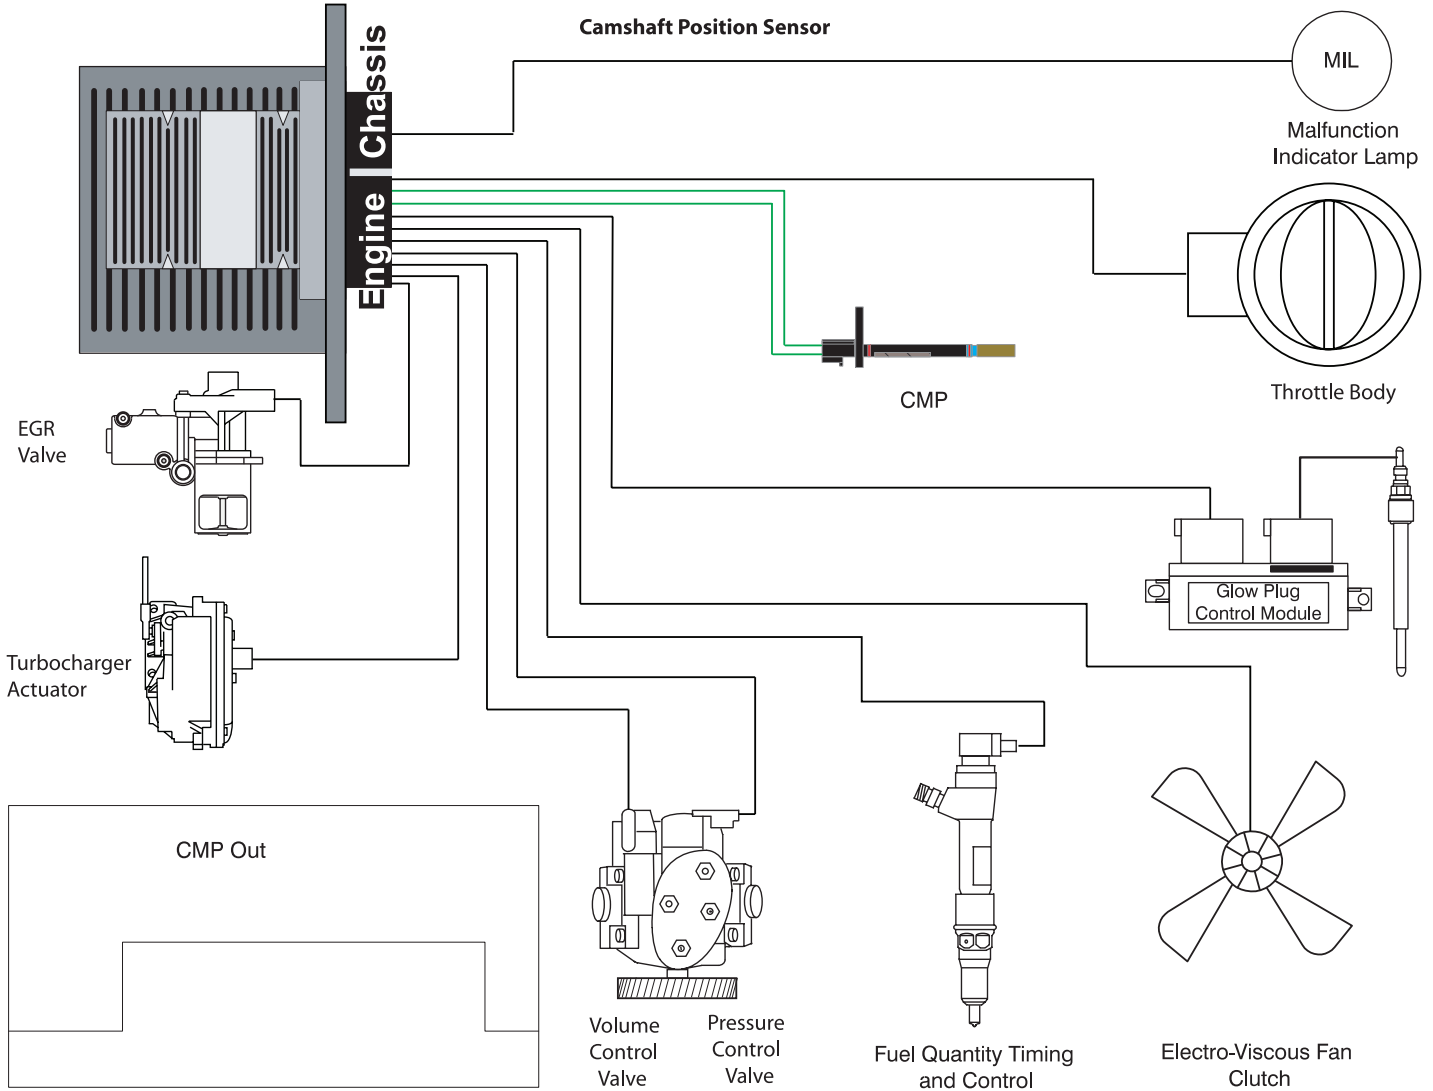 Camshaft Position Sensor
Chassis
Engine
MIL
Malfunction
Indicator Lamp
Throttle Body
CMP
EGR
Valve
Glow Plug
Control Module
Turbocharger
Actuator
CMP Out
Volume
Control
Valve
Pressure
Control
Valve
Fuel Quantity Timing
and Control
Electro-Viscous Fan
Clutch